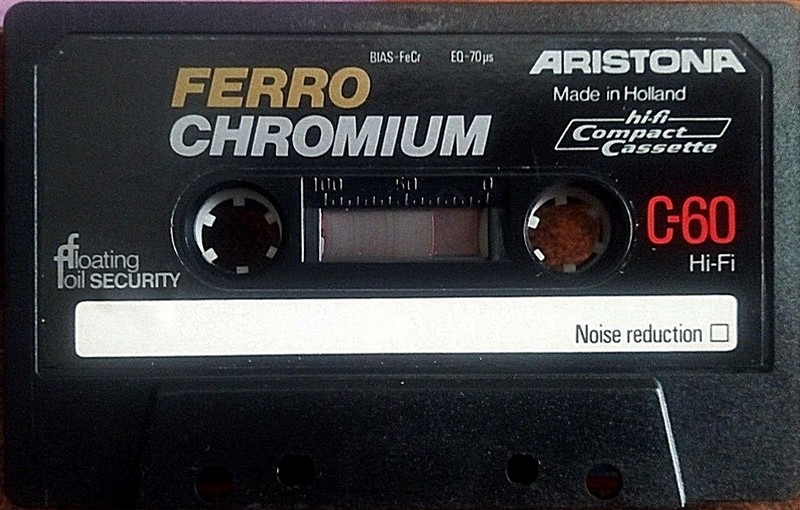 BIAS-FeCr EQ-70µs
ARISTONA
FERRO
CHROMIUM
Made in Holland
hi-fi
Compact
Cassette
100 50 0
C-60
Hi-Fi
floating
foil SECURITY
Noise reduction